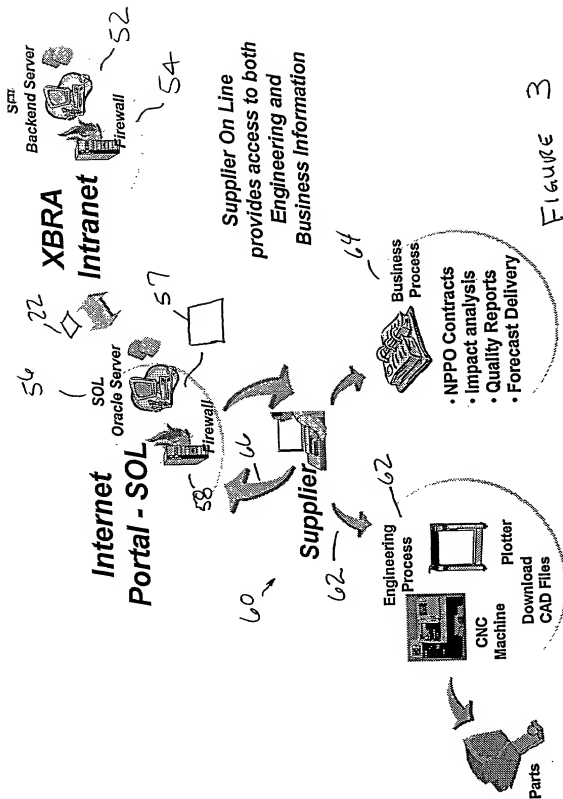 Backend Server
52
Firewall
54
XBRA
Intranet
22
56
SOL
Oracle Server
57
Internet
Portal - SOL
Firewall
58
66
60
Supplier
Supplier On Line
provides access to both
Engineering and
Business Information
62
62
64
Engineering
Process
CNC
Machine
Plotter
Download
CAD Files
Parts
Business
Process
• NPPO Contracts
• Impact analysis
• Quality Reports
• Forecast Delivery
FIGURE 3